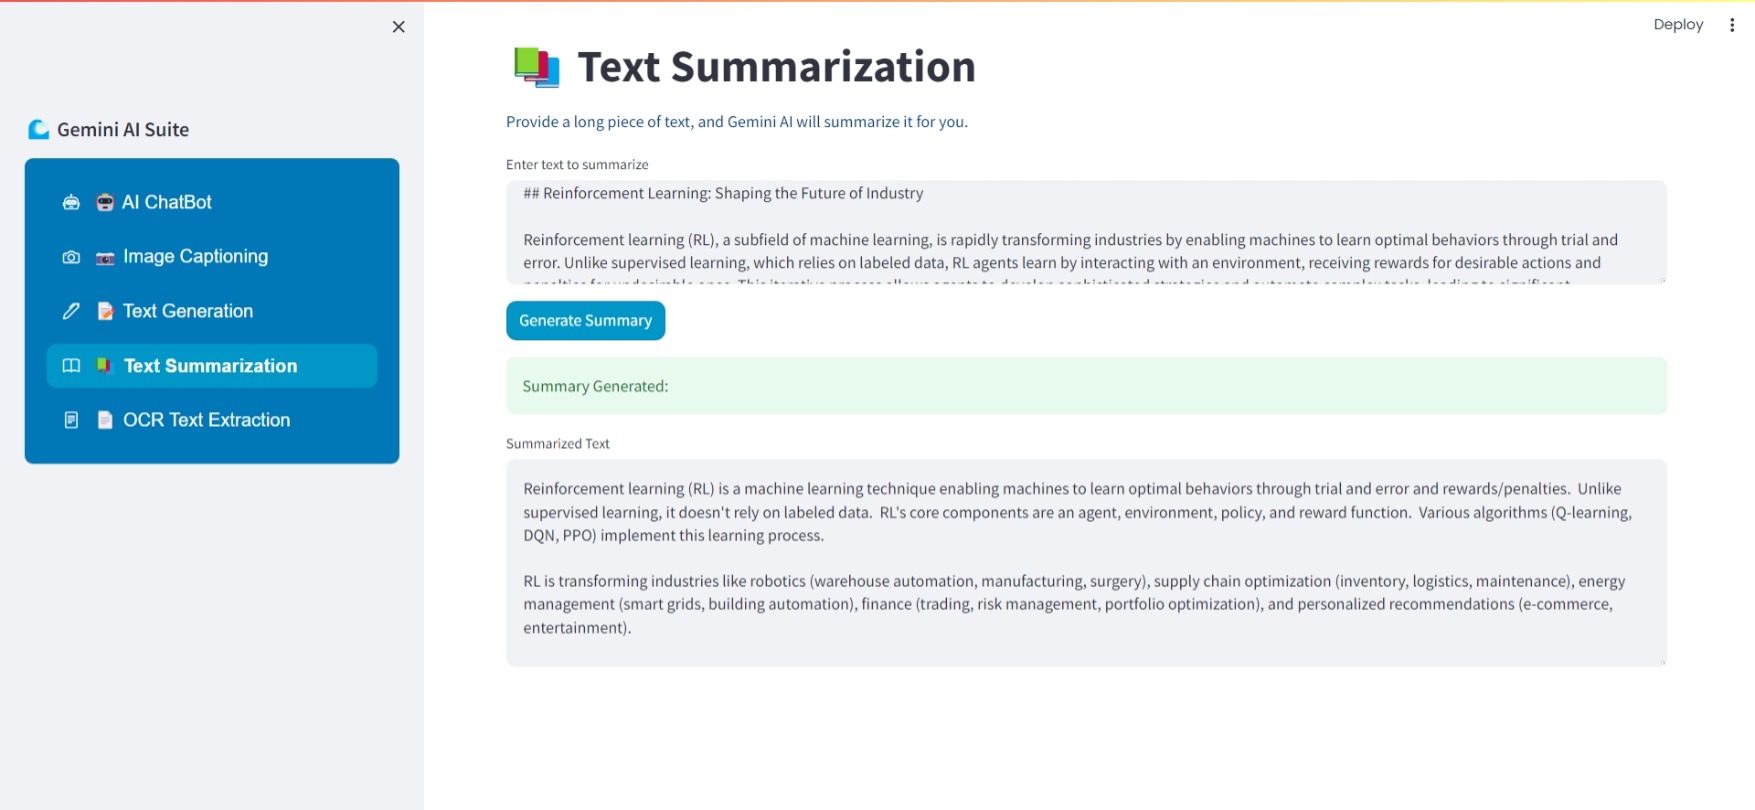 Deploy
Gemini AI Suite
AI ChatBot
Image Captioning
Text Generation
Text Summarization
OCR Text Extraction
Text Summarization
Provide a long piece of text, and Gemini AI will summarize it for you.
Enter text to summarize
## Reinforcement Learning: Shaping the Future of Industry
Reinforcement learning (RL), a subfield of machine learning, is rapidly transforming industries by enabling machines to learn optimal behaviors through trial and
error. Unlike supervised learning, which relies on labeled data, RL agents learn by interacting with an environment, receiving rewards for desirable actions and
Generate Summary
Summary Generated:
Summarized Text
Reinforcement learning (RL) is a machine learning technique enabling machines to learn optimal behaviors through trial and error and rewards/penalties. Unlike
supervised learning, it doesn't rely on labeled data. RL's core components are an agent, environment, policy, and reward function. Various algorithms (Q-learning,
DQN, PPO) implement this learning process.
RL is transforming industries like robotics (warehouse automation, manufacturing, surgery), supply chain optimization (inventory, logistics, maintenance), energy
management (smart grids, building automation), finance (trading, risk management, portfolio optimization), and personalized recommendations (e-commerce,
entertainment).